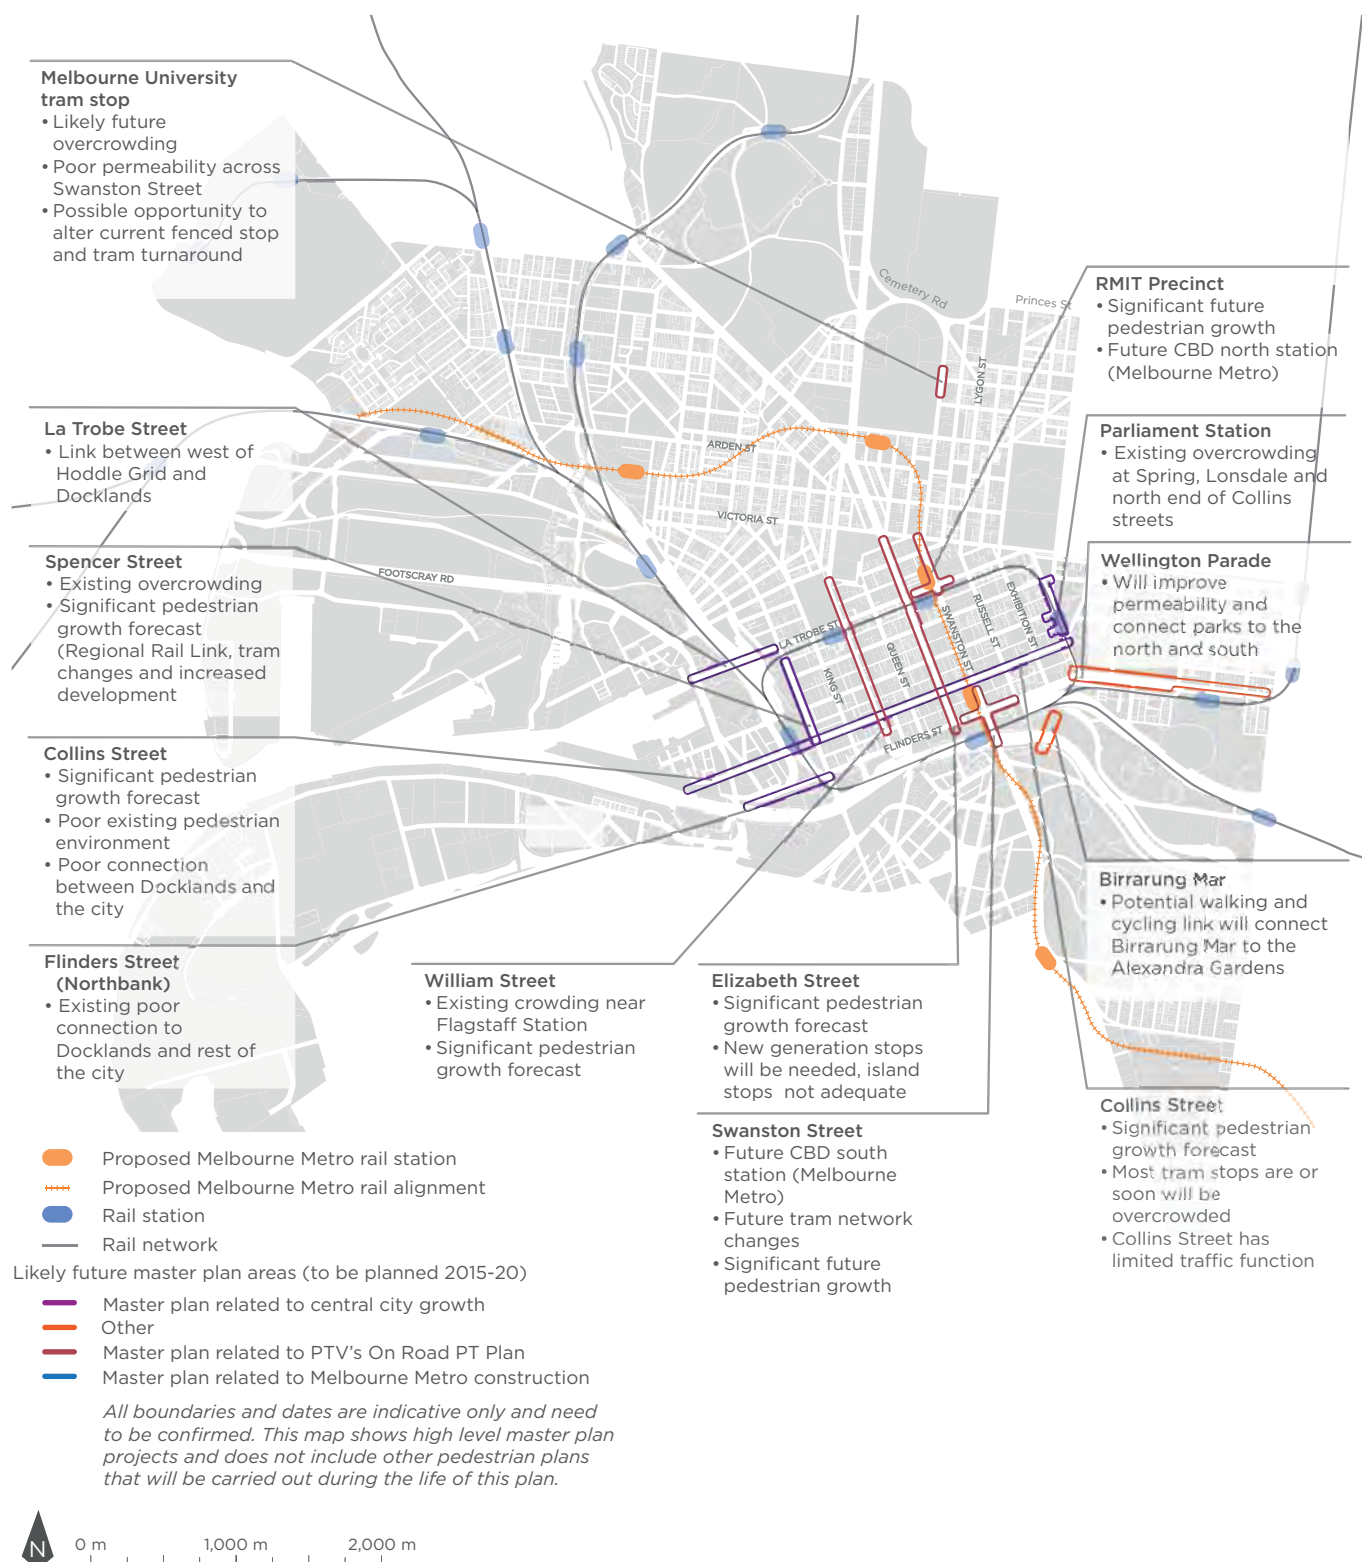 Melbourne University
tram stop
• Likely future
overcrowding
• Poor permeability across
Swanston Street
• Possible opportunity to
alter current fenced stop
and tram turnaround
La Trobe Street
• Link between west of
Hoddle Grid and
Docklands
Spencer Street
• Existing overcrowding
• Significant pedestrian
growth forecast
(Regional Rail Link, tram
changes and increased
development
Collins Street
• Significant pedestrian
growth forecast
• Poor existing pedestrian
environment
• Poor connection
between Docklands and
the city
Flinders Street
(Northbank)
• Existing poor
connection to
Docklands and rest of
the city
William Street
• Existing crowding near
Flagstaff Station
• Significant pedestrian
growth forecast
Elizabeth Street
• Significant pedestrian
growth forecast
• New generation stops
will be needed, island
stops not adequate
Swanston Street
• Future CBD south
station (Melbourne
Metro)
• Future tram network
changes
• Significant future
pedestrian growth
RMIT Precinct
• Significant future
pedestrian growth
• Future CBD north station
(Melbourne Metro)
Parliament Station
• Existing overcrowding
at Spring, Lonsdale and
north end of Collins
streets
Wellington Parade
• Will improve
permeability and
connect parks to the
north and south
Birrarung Mar
• Potential walking and
cycling link will connect
Birrarung Mar to the
Alexandra Gardens
Collins Street
• Significant pedestrian
growth forecast
• Most tram stops are or
soon will be
overcrowded
• Collins Street has
limited traffic function
Cemetery Rd
Princes St
LYGON ST
ARDEN ST
VICTORIA ST
FOOTSCRAY RD
LA TROBE ST
KING ST
QUEEN ST
SWANSTON ST
RUSSELL ST
EXHIBITION ST
FLINDERS ST
Proposed Melbourne Metro rail station
Proposed Melbourne Metro rail alignment
Rail station
Rail network
Likely future master plan areas (to be planned 2015-20)
Master plan related to central city growth
Other
Master plan related to PTV's On Road PT Plan
Master plan related to Melbourne Metro construction
All boundaries and dates are indicative only and need
to be confirmed. This map shows high level master plan
projects and does not include other pedestrian plans
that will be carried out during the life of this plan.
N
0 m
1,000 m
2,000 m